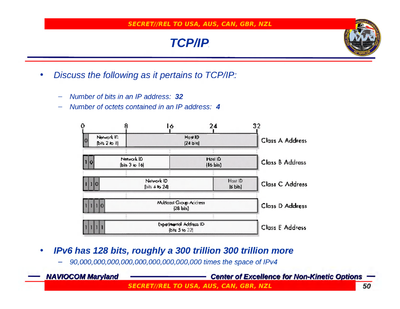 SECRET//REL TO USA, AUS, CAN, GBR, NZL
TCP/IP
• Discuss the following as it pertains to TCP/IP:
– Number of bits in an IP address: 32
– Number of octets contained in an IP address: 4
0 8 16 24 32
0 Network ID (bits 2 to 8) Host ID (24 bits) Class A Address
1 0 Network ID (bits 3 to 16) Host ID (16 bits) Class B Address
1 1 0 Network ID (bits 4 to 24) Host ID (8 bits) Class C Address
1 1 1 0 Multicast Group Address (28 bits) Class D Address
1 1 1 1 Experimental Address ID (bits 5 to 32) Class E Address
• IPv6 has 128 bits, roughly a 300 trillion 300 trillion more
– 90,000,000,000,000,000,000,000,000,000 times the space of IPv4
NAVIOCOM Maryland Center of Excellence for Non-Kinetic Options
SECRET//REL TO USA, AUS, CAN, GBR, NZL
50